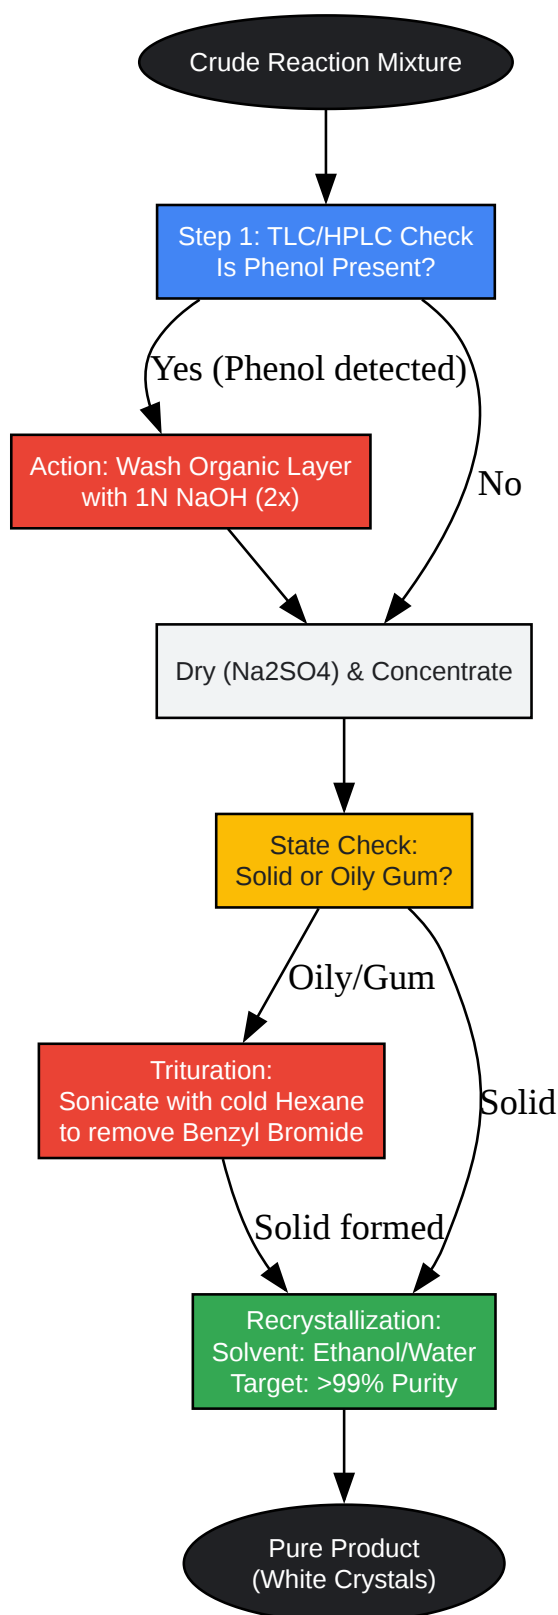 Crude Reaction Mixture
Step 1: TLC/HPLC Check
Is Phenol Present?
Yes (Phenol detected)
Action: Wash Organic Layer
with 1N NaOH (2x)
No
Dry (Na2SO4) & Concentrate
State Check:
Solid or Oily Gum?
Oily/Gum
Trituration:
Sonicate with cold Hexane
to remove Benzyl Bromide
Solid
Solid formed
Recrystallization:
Solvent: Ethanol/Water
Target: >99% Purity
Pure Product
(White Crystals)